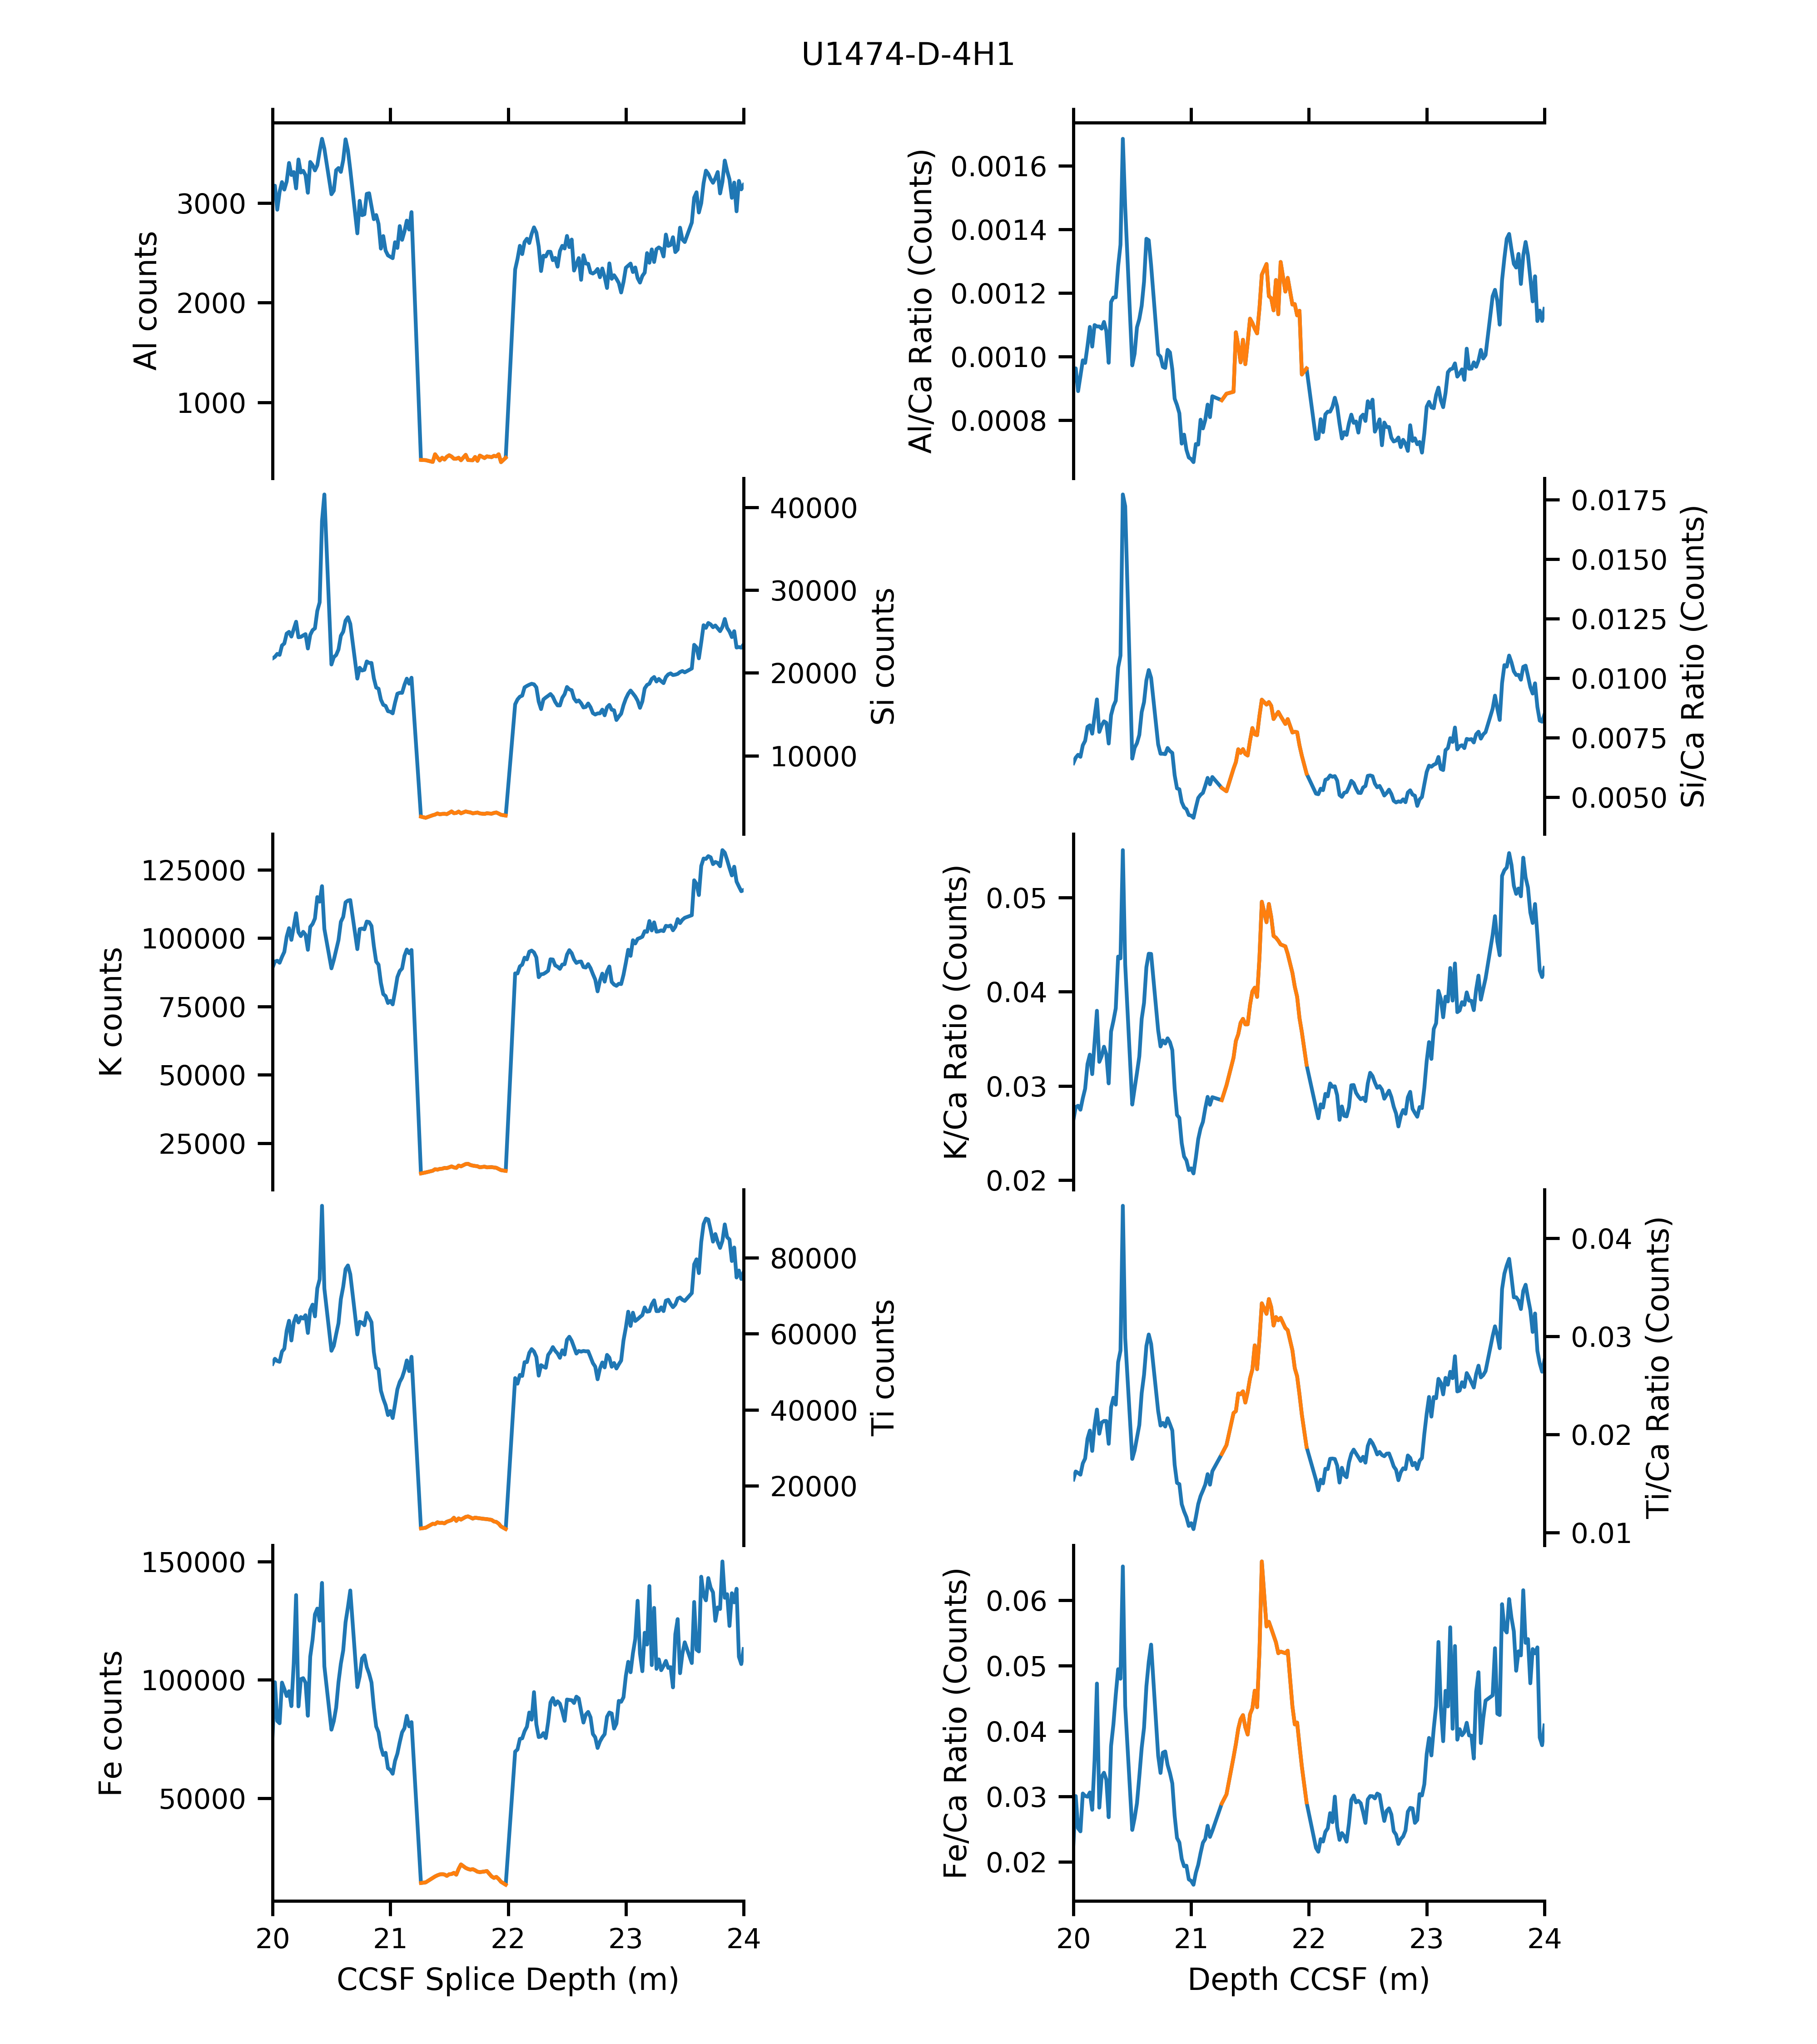 U1474-D-4H1
Al counts
3000
2000
1000
Al/Ca Ratio (Counts)
0.0016
0.0014
0.0012
0.0010
0.0008
Si counts
40000
30000
20000
10000
Si/Ca Ratio (Counts)
0.0175
0.0150
0.0125
0.0100
0.0075
0.0050
K counts
125000
100000
75000
50000
25000
K/Ca Ratio (Counts)
0.05
0.04
0.03
0.02
Ti counts
80000
60000
40000
20000
Ti/Ca Ratio (Counts)
0.04
0.03
0.02
0.01
Fe counts
150000
100000
50000
Fe/Ca Ratio (Counts)
0.06
0.05
0.04
0.03
0.02
20 21 22 23 24
CCSF Splice Depth (m)
20 21 22 23 24
Depth CCSF (m)